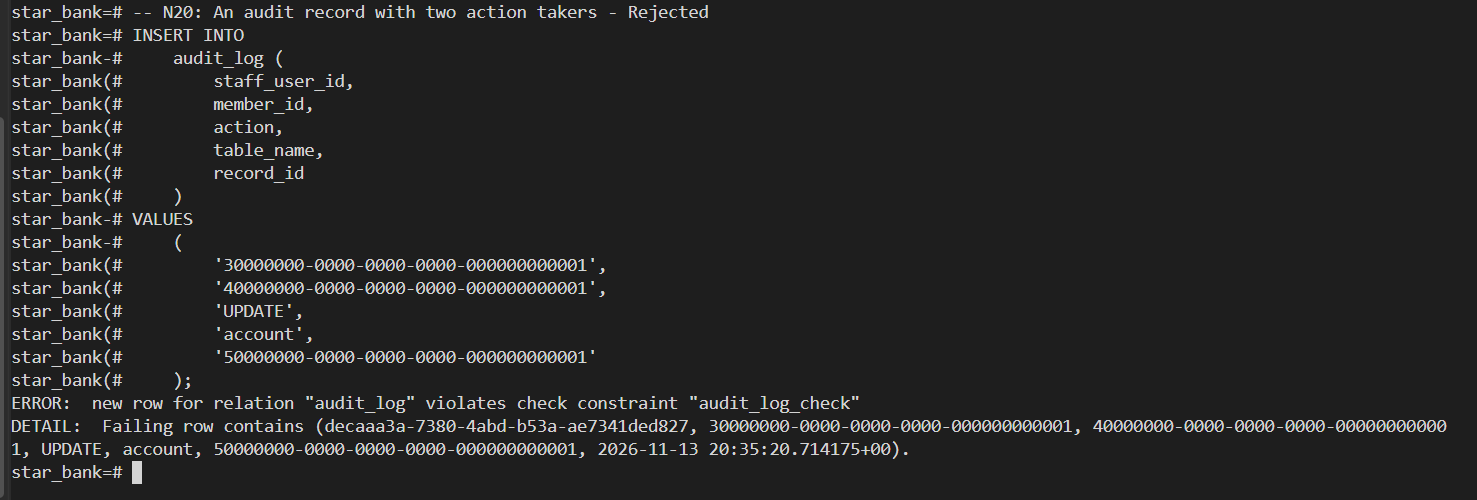 star_bank=# -- N20: An audit record with two action takers - Rejected
star_bank=# INSERT INTO
star_bank-#     audit_log (
star_bank(#         staff_user_id,
star_bank(#         member_id,
star_bank(#         action,
star_bank(#         table_name,
star_bank(#         record_id
star_bank(#     )
star_bank-# VALUES
star_bank-#     (
star_bank(#         '30000000-0000-0000-0000-000000000001',
star_bank(#         '40000000-0000-0000-0000-000000000001',
star_bank(#         'UPDATE',
star_bank(#         'account',
star_bank(#         '50000000-0000-0000-0000-000000000001'
star_bank(#     );
ERROR:  new row for relation "audit_log" violates check constraint "audit_log_check"
DETAIL:  Failing row contains (decaaa3a-7380-4abd-b53a-ae7341ded827, 30000000-0000-0000-0000-000000000001, 40000000-0000-0000-0000-00000000000
1, UPDATE, account, 50000000-0000-0000-0000-000000000001, 2026-11-13 20:35:20.714175+00).
star_bank=#